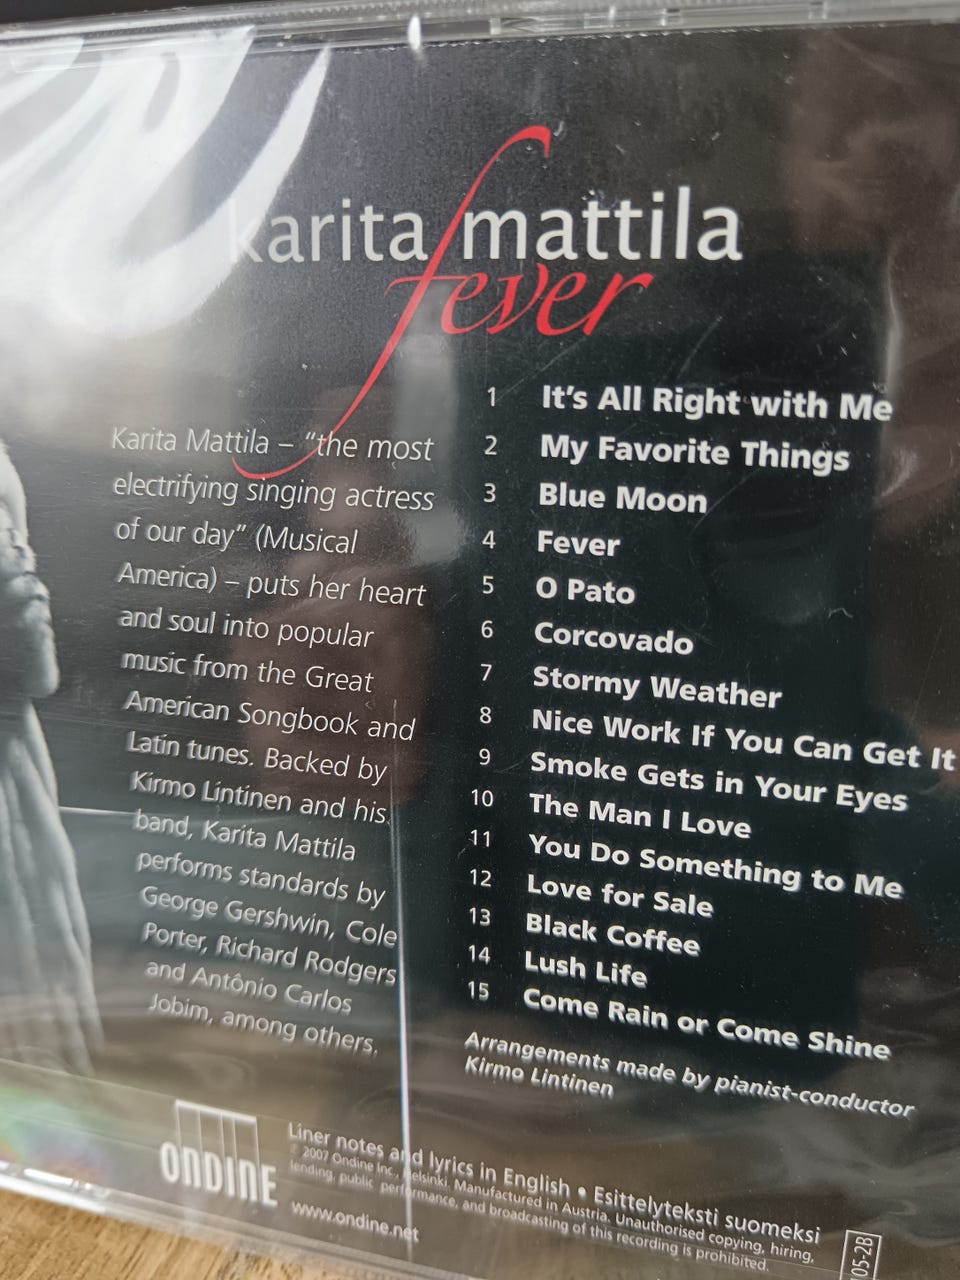 karita mattila
fever
Karita Mattila – "the most
electrifying singing actress
of our day" (Musical
America) – puts her heart
and soul into popular
music from the Great
American Songbook and
Latin tunes. Backed by
Kirmo Lintinen and his
band, Karita Mattila
performs standards by
George Gershwin, Cole
Porter, Richard Rodgers
and Antônio Carlos
Jobim, among others.
1 It's All Right with Me
2 My Favorite Things
3 Blue Moon
4 Fever
5 O Pato
6 Corcovado
7 Stormy Weather
8 Nice Work If You Can Get It
9 Smoke Gets in Your Eyes
10 The Man I Love
11 You Do Something to Me
12 Love for Sale
13 Black Coffee
14 Lush Life
15 Come Rain or Come Shine
Arrangements made by pianist-conductor
Kirmo Lintinen
ONDINE
Liner notes and lyrics in English • Esittelyteksti suomeksi
℗ 2007 Ondine Inc., Helsinki. Manufactured in Austria. Unauthorised copying, hiring,
lending, public performance, and broadcasting of this recording is prohibited.
www.ondine.net
05-2B